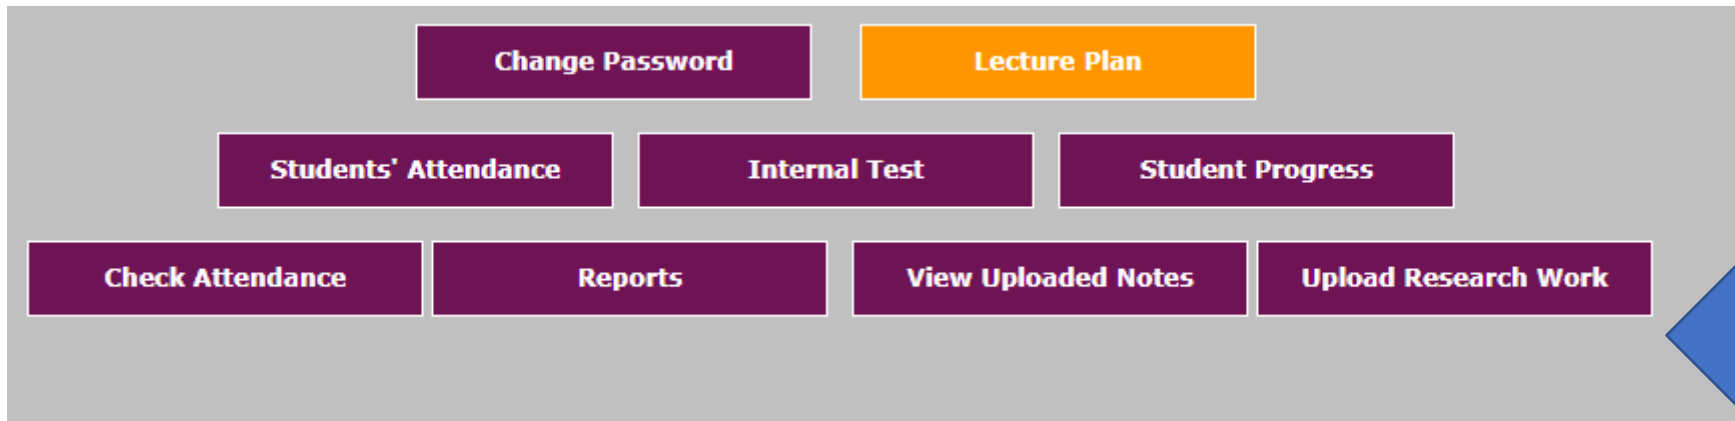 Change Password Lecture Plan
Students' Attendance Internal Test Student Progress
Check Attendance Reports View Uploaded Notes Upload Research Work